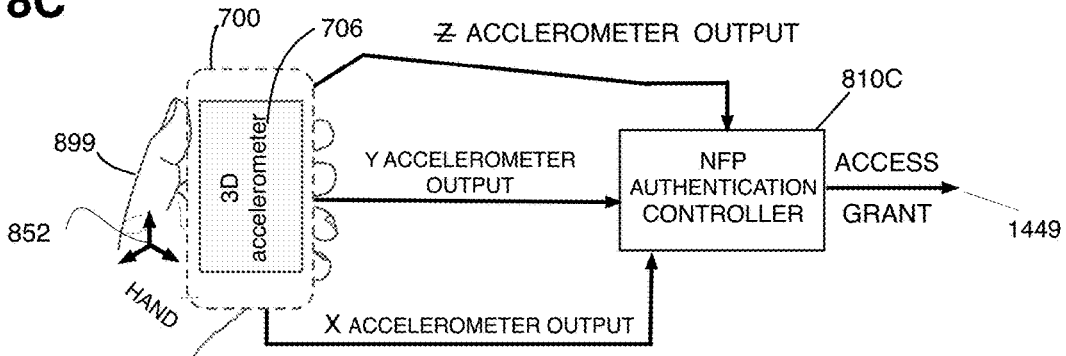 8C
700
706
Z ACCLEROMETER OUTPUT
810C
899
3D
accelerometer
Y ACCELEROMETER
OUTPUT
NFP
AUTHENTICATION
CONTROLLER
ACCESS
GRANT
852
1449
HAND
X ACCELEROMETER OUTPUT